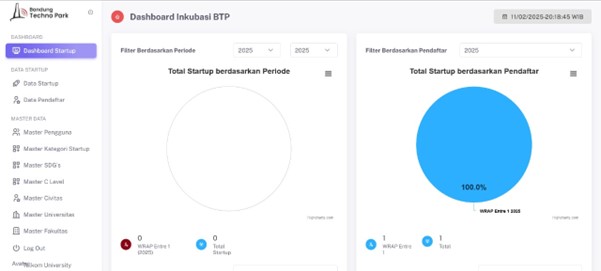 Bandung
Techno Park
DASHBOARD
Dashboard Startup
DATA STARTUP
Data Startup
Data Pendaftar
MASTER DATA
Master Pengguna
Master Kategori Startup
Master SDG's
Master C Level
Master Civitas
Master Universitas
Master Fakultas
Log Out
Telkom University
Dashboard Inkubasi BTP
11/02/2025-20:18:45 WIB
Filter Berdasarkan Periode
2025
2025
Total Startup berdasarkan Periode
0
WRAP Entre 1
(2025)
0
Total
Startup
Filter Berdasarkan Pendaftar
2025
Total Startup berdasarkan Pendaftar
100.0%
WRAP Entre 1 2025
1
WRAP Entre
1
1
Total